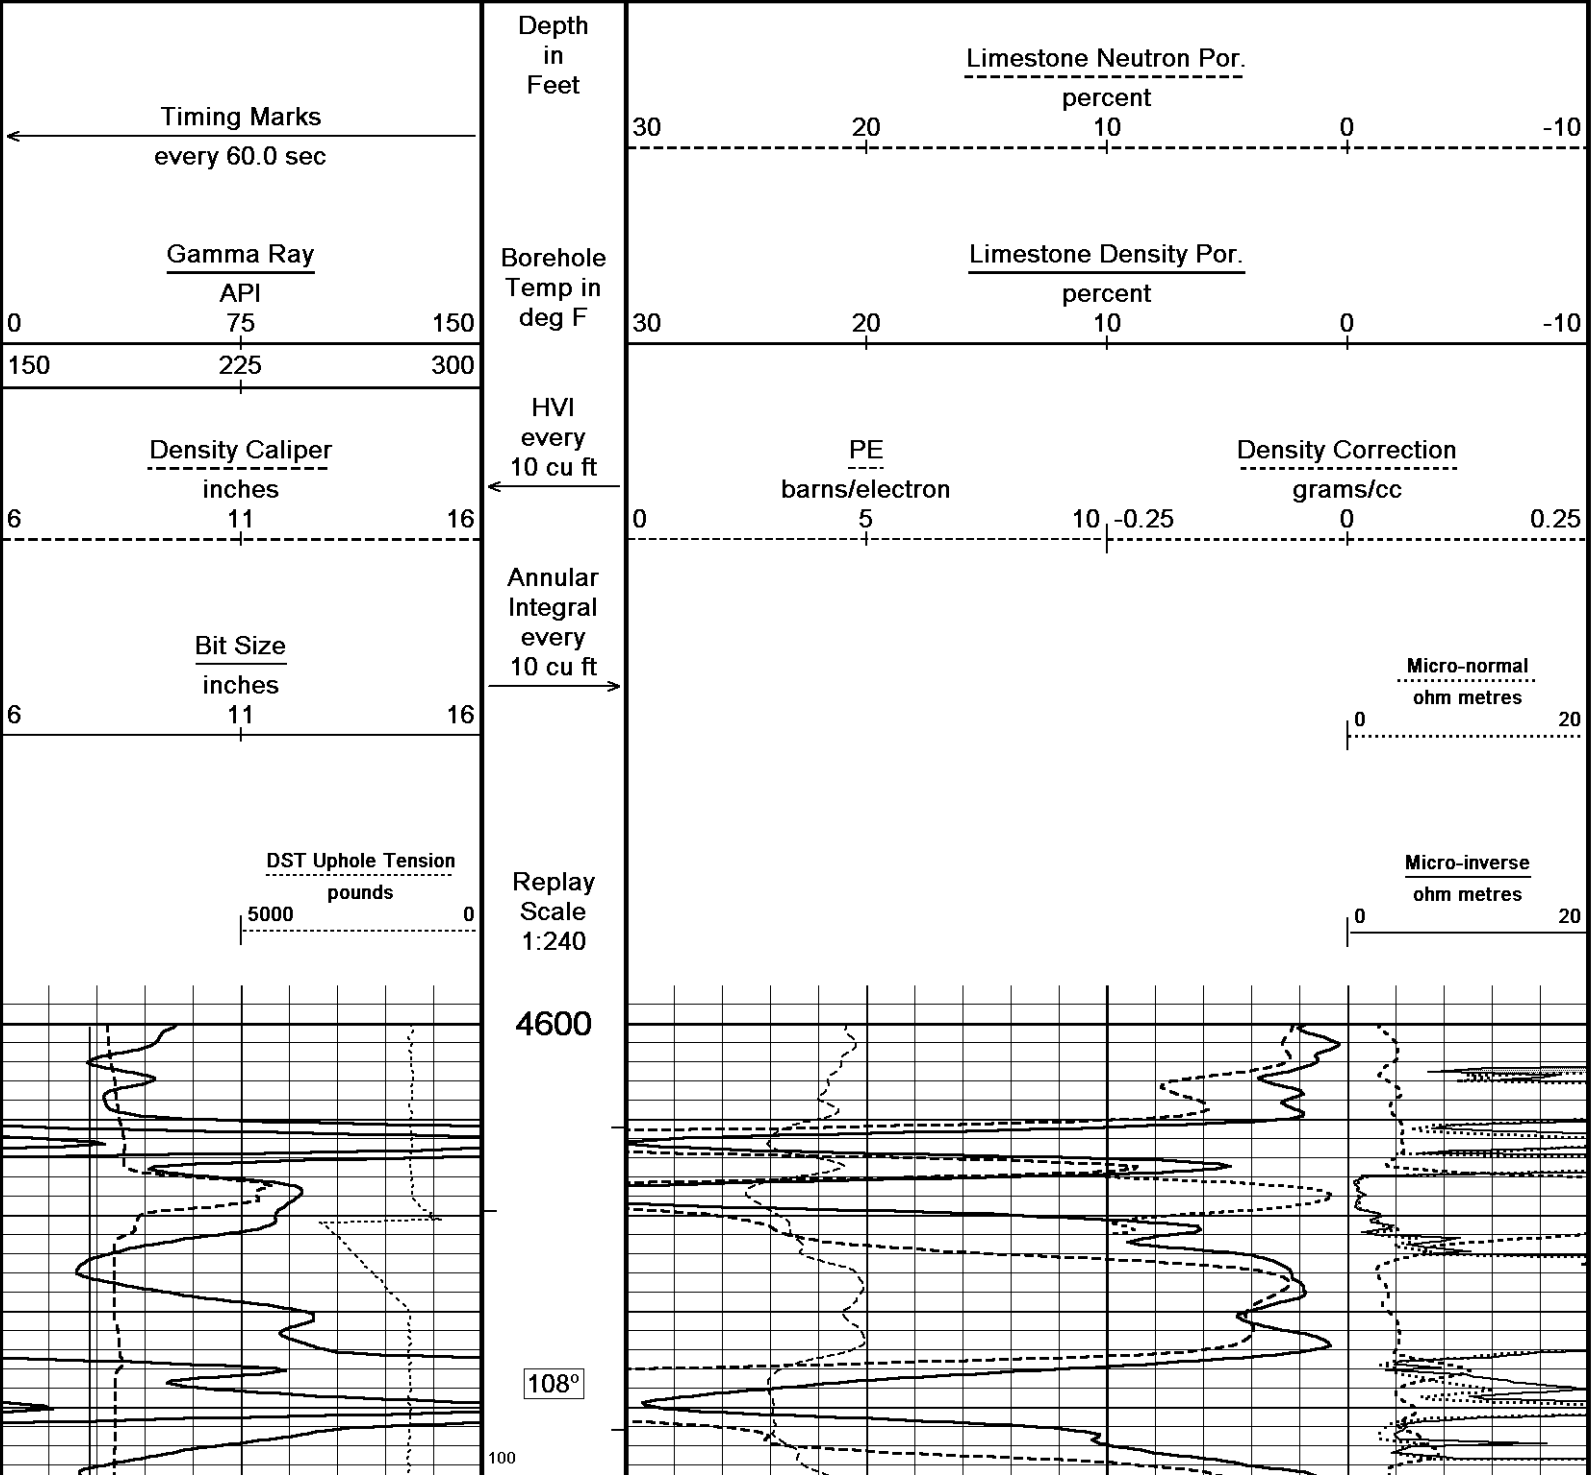 Timing Marks
every 60.0 sec
Gamma Ray
API
0 75 150
150 225 300
Density Caliper
inches
6 11 16
Bit Size
inches
6 11 16
DST Uphole Tension
pounds
5000 0
Depth
in
Feet
Borehole
Temp in
deg F
HVI
every
10 cu ft
Annular
Integral
every
10 cu ft
Replay
Scale
1:240
Limestone Neutron Por.
percent
30 20 10 0 -10
Limestone Density Por.
percent
30 20 10 0 -10
PE
barns/electron
0 5 10
Density Correction
grams/cc
-0.25 0 0.25
Micro-normal
ohm metres
0 20
Micro-inverse
ohm metres
0 20
4600
108º
100